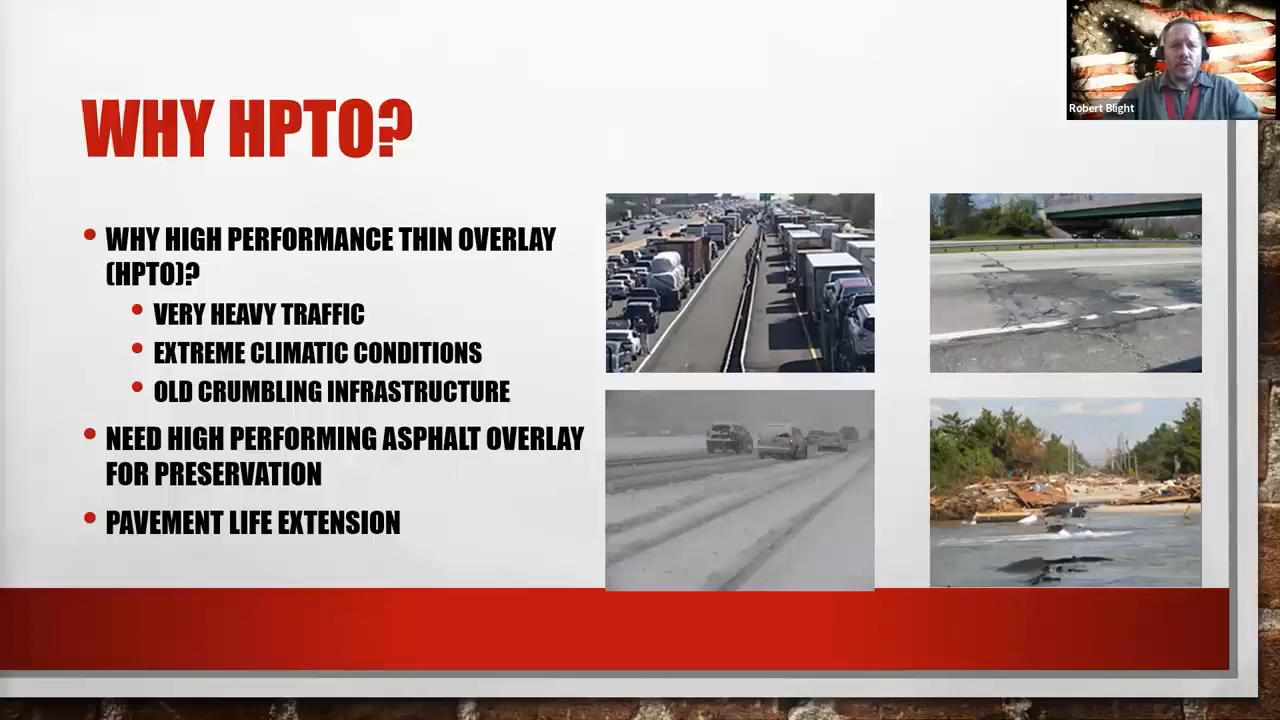 Robert Blight
WHY HPTO?
• WHY HIGH PERFORMANCE THIN OVERLAY
(HPTO)?
• VERY HEAVY TRAFFIC
• EXTREME CLIMATIC CONDITIONS
• OLD CRUMBLING INFRASTRUCTURE
• NEED HIGH PERFORMING ASPHALT OVERLAY
FOR PRESERVATION
• PAVEMENT LIFE EXTENSION